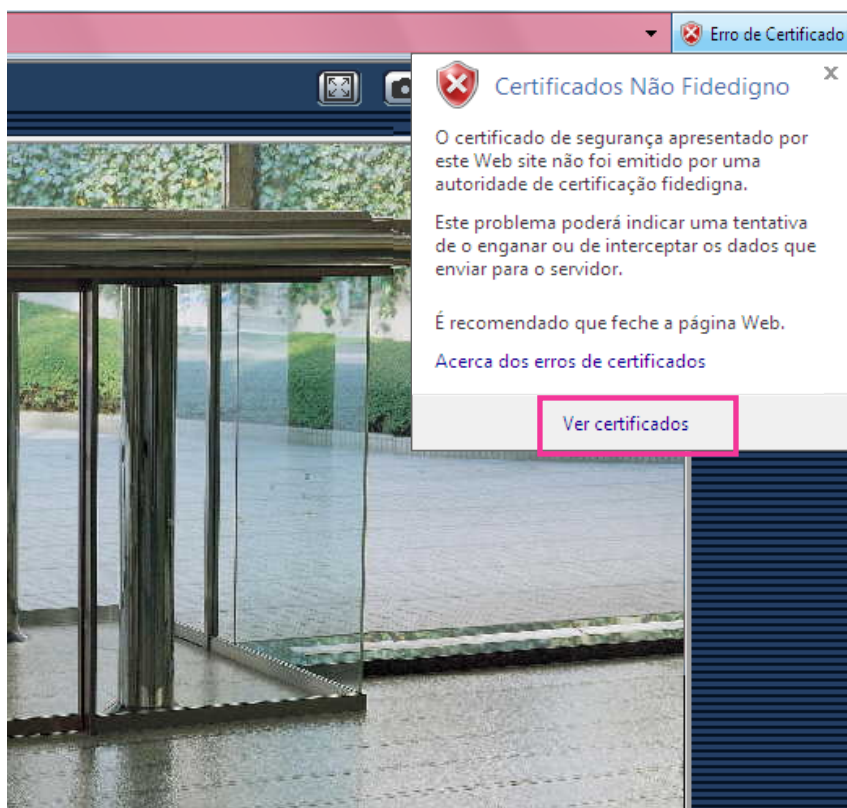 Erro de Certificado
Certificados Não Fidedigno
O certificado de segurança apresentado por
este Web site não foi emitido por uma
autoridade de certificação fidedigna.
Este problema poderá indicar uma tentativa
de o enganar ou de interceptar os dados que
enviar para o servidor.
É recomendado que feche a página Web.
Acerca dos erros de certificados
Ver certificados